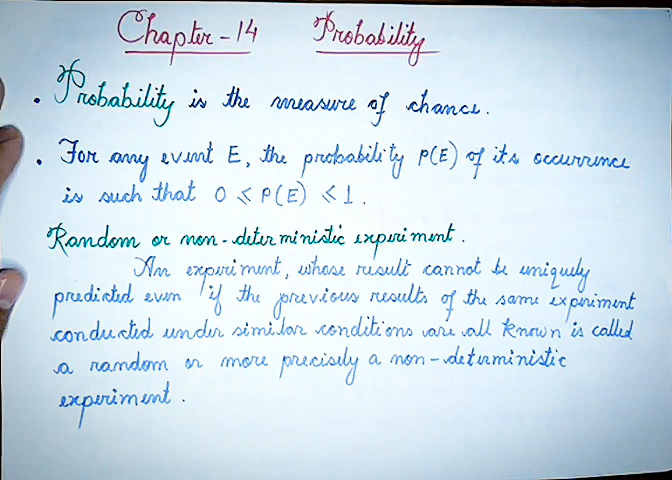 Chapter - 14 Probability
• Probability is the measure of chance.
• For any event E, the probability P(E) of its occurrence
is such that 0 ⩽ P(E) ⩽ 1.
Random or non-deterministic experiment.
An experiment, whose result cannot be uniquely
predicted even if the previous results of the same experiment
conducted under similar conditions are all known is called
a random or more precisely a non-deterministic
experiment.